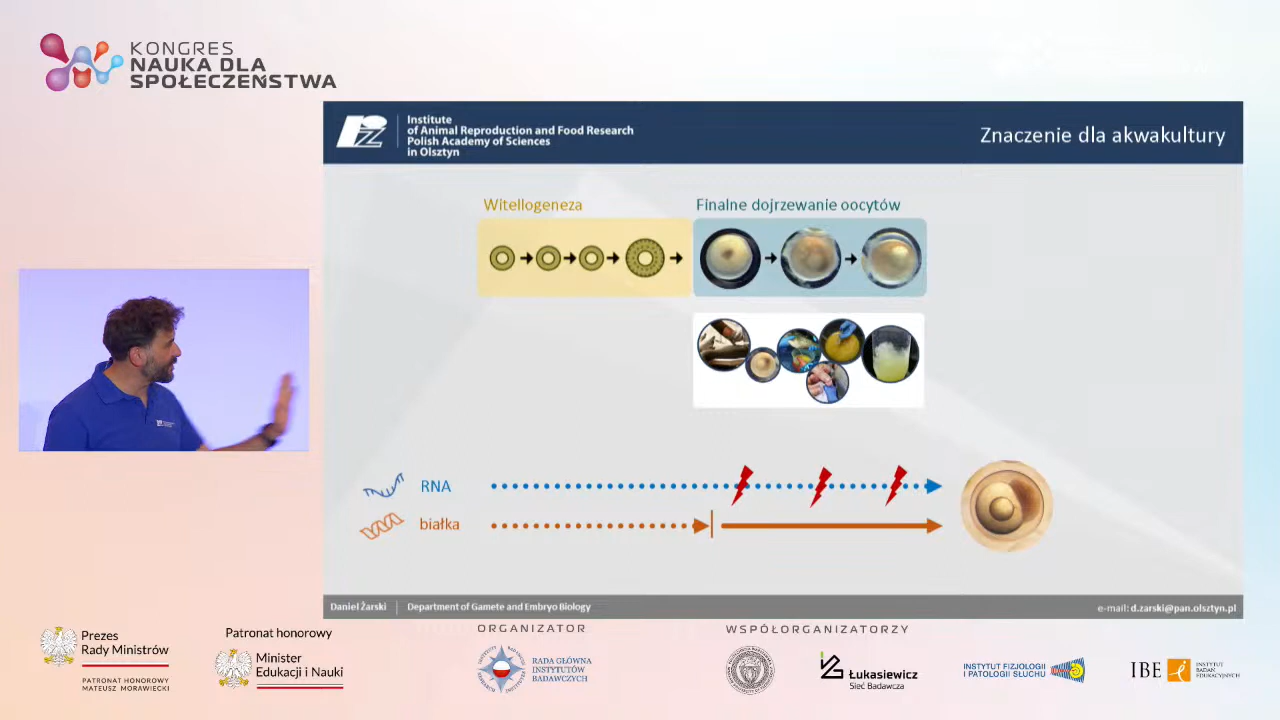 KONGRES
NAUKA DLA
SPOŁECZEŃSTWA
Institute
of Animal Reproduction and Food Research
Polish Academy of Sciences
in Olsztyn
Znaczenie dla akwakultury
Witellogeneza
Finalne dojrzewanie oocytów
RNA
białka
Daniel Żarski
Department of Gamete and Embryo Biology
e-mail: d.zarski@pan.olsztyn.pl
Prezes
Rady Ministrów
PATRONAT HONOROWY
MATEUSZ MORAWIECKI
Patronat honorowy
Minister
Edukacji i Nauki
ORGANIZATOR
RADA GŁÓWNA
INSTYTUTÓW
BADAWCZYCH
WSPÓŁORGANIZATORZY
Łukasiewicz
Sieć Badawcza
INSTYTUT FIZJOLOGII
I PATOLOGII SŁUCHU
IBE
INSTYTUT
BADAŃ
EDUKACYJNYCH